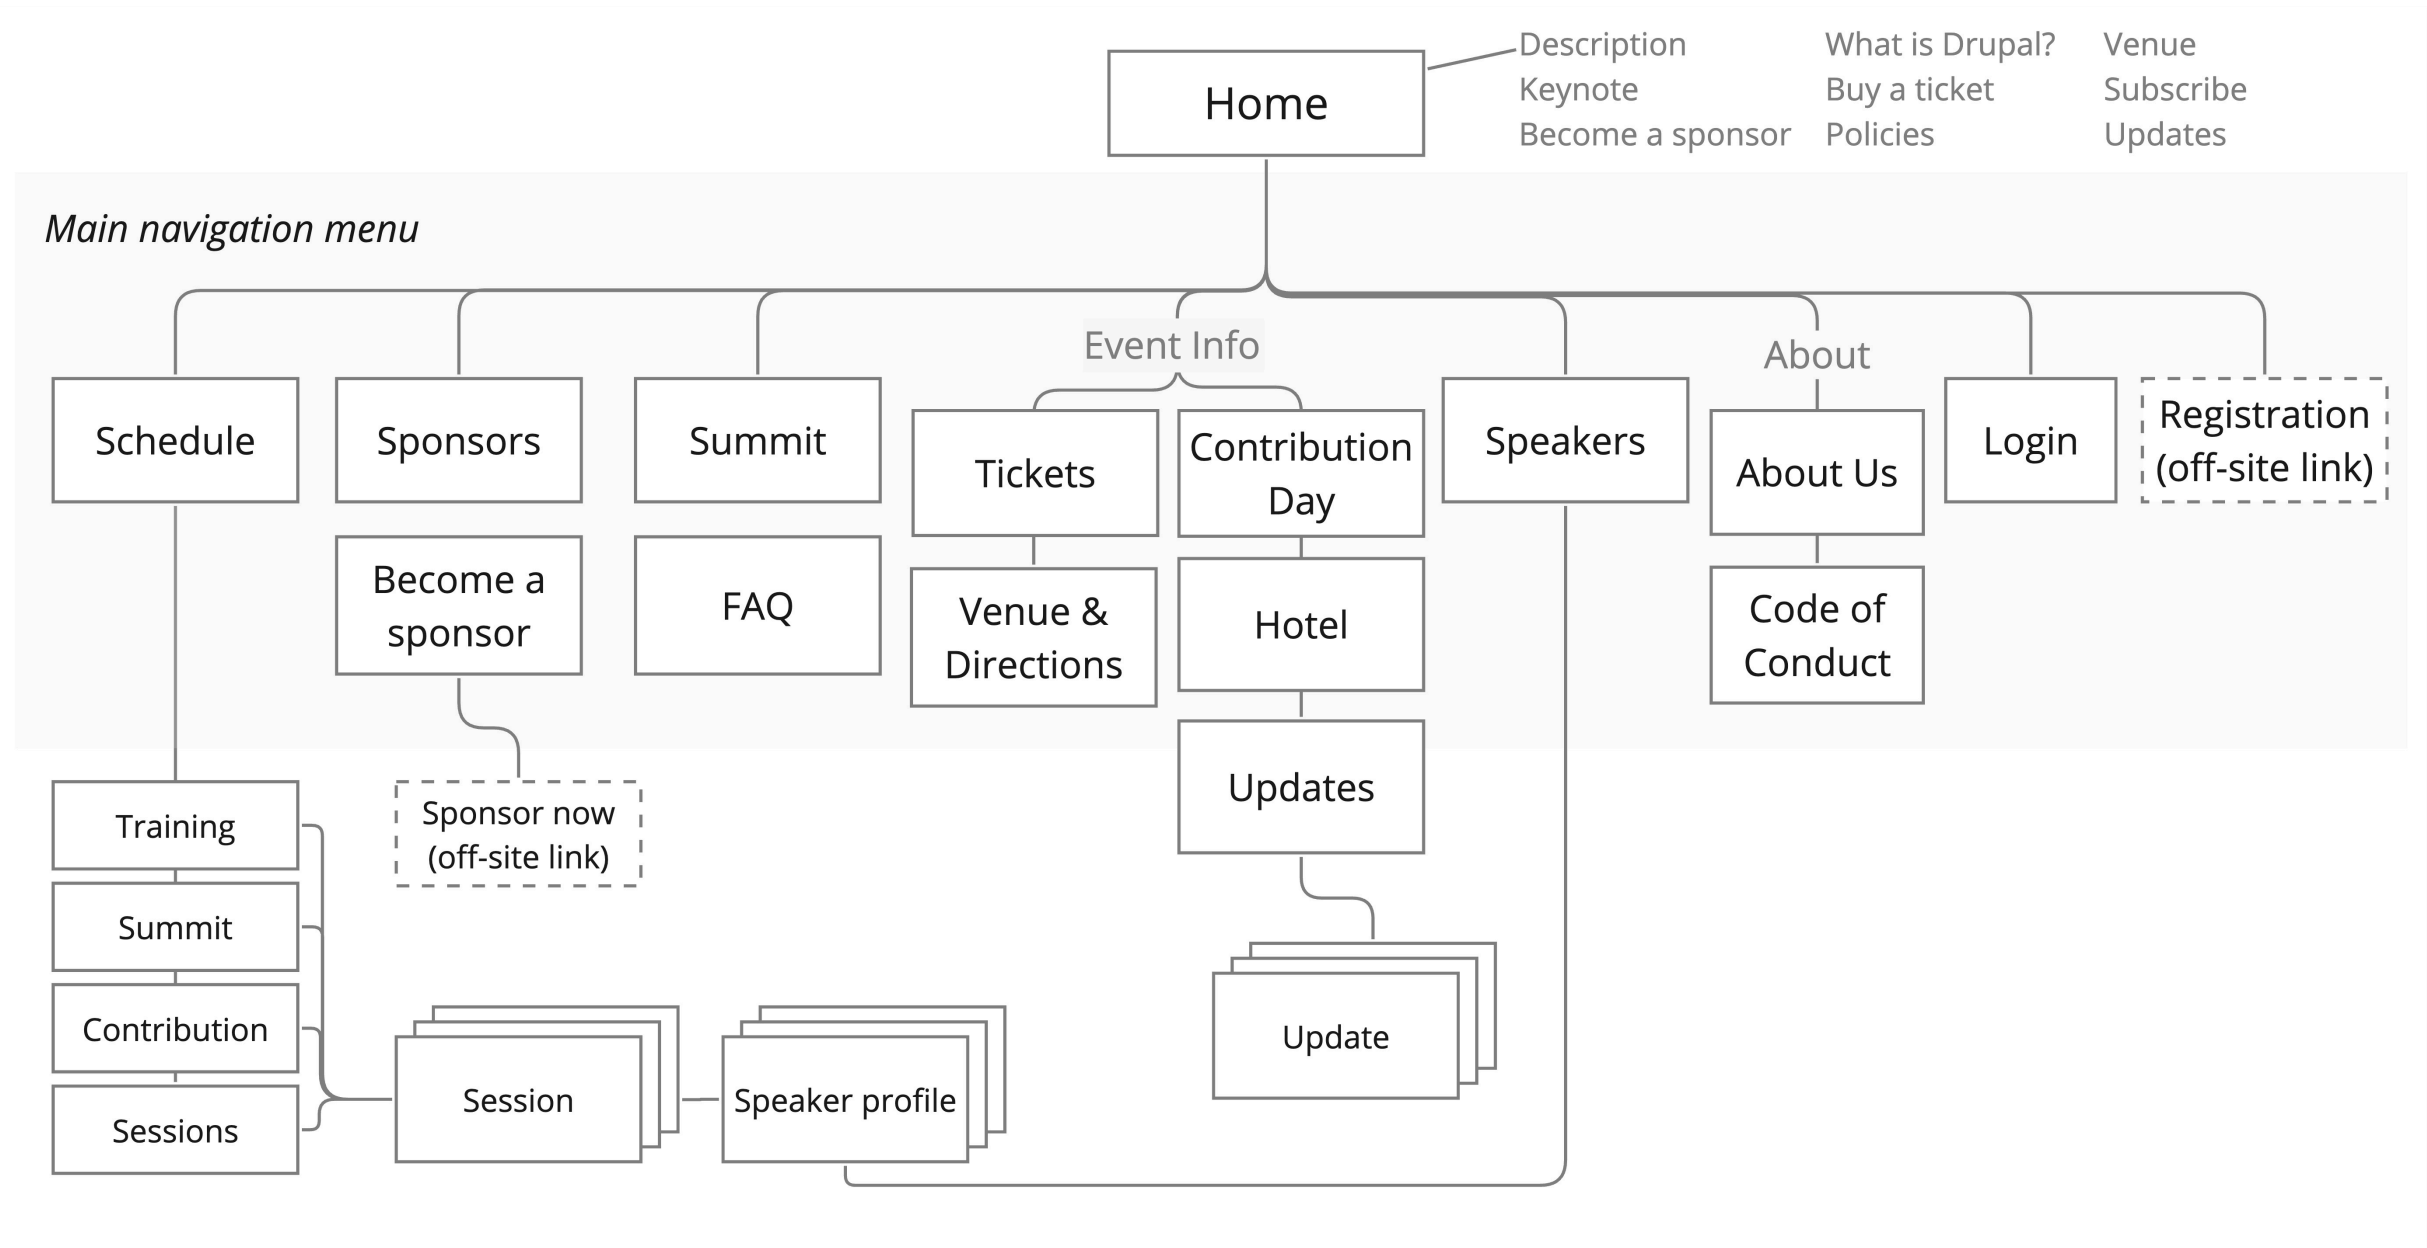 Home
Description
Keynote
Become a sponsor
What is Drupal?
Buy a ticket
Policies
Venue
Subscribe
Updates
Main navigation menu
Event Info
About
Schedule
Sponsors
Summit
Tickets
Contribution
Day
Speakers
About Us
Login
Registration
(off-site link)
Become a
sponsor
FAQ
Venue &
Directions
Hotel
Code of
Conduct
Updates
Training
Summit
Contribution
Sessions
Sponsor now
(off-site link)
Session
Speaker profile
Update